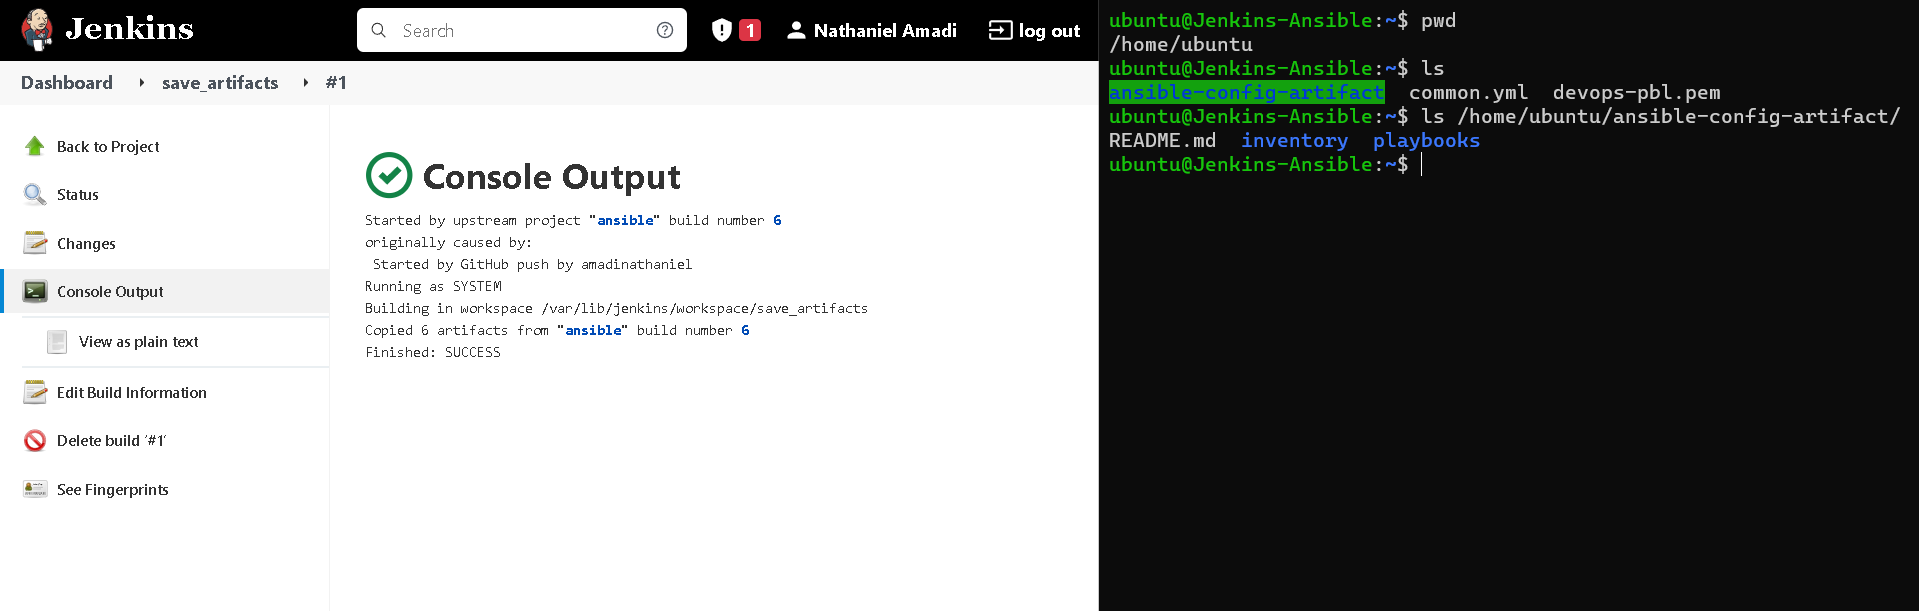 Jenkins
Search
1
Nathaniel Amadi
log out
Dashboard
save_artifacts
#1
Back to Project
Status
Changes
Console Output
View as plain text
Edit Build Information
Delete build ‘#1’
See Fingerprints
Console Output
Started by upstream project "ansible" build number 6
originally caused by:
Started by GitHub push by amadinathaniel
Running as SYSTEM
Building in workspace /var/lib/jenkins/workspace/save_artifacts
Copied 6 artifacts from "ansible" build number 6
Finished: SUCCESS
ubuntu@Jenkins-Ansible:~$ pwd
/home/ubuntu
ubuntu@Jenkins-Ansible:~$ ls
ansible-config-artifact common.yml devops-pbl.pem
ubuntu@Jenkins-Ansible:~$ ls /home/ubuntu/ansible-config-artifact/
README.md inventory playbooks
ubuntu@Jenkins-Ansible:~$